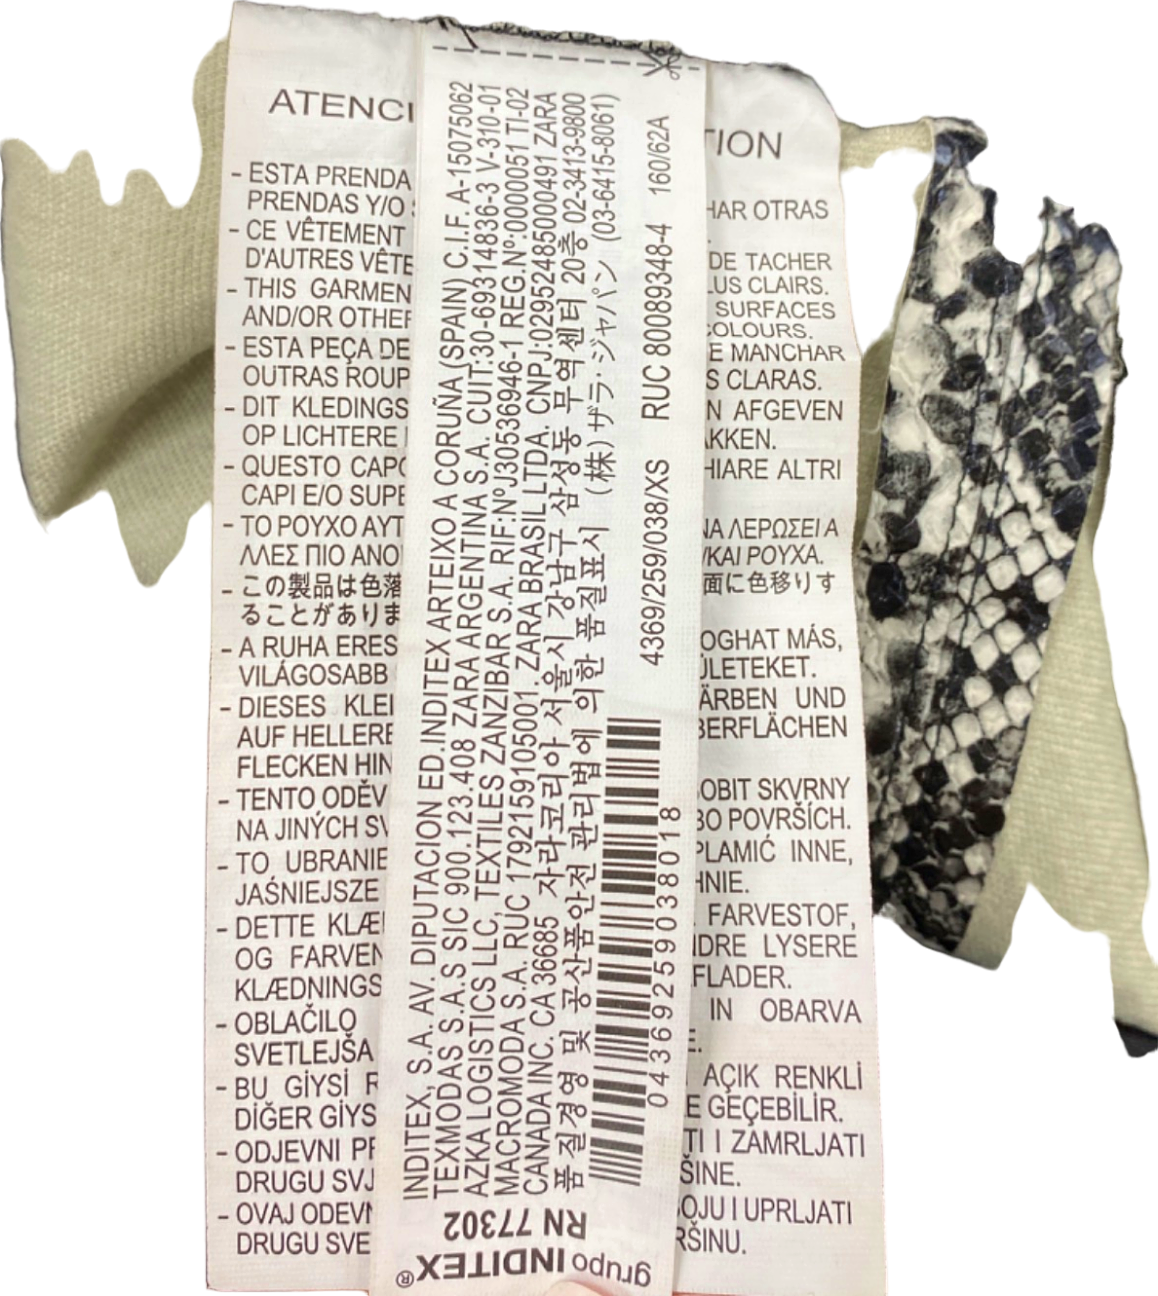 ATENCI
TION
- ESTA PRENDA
PRENDAS Y/O
HAR OTRAS
- CE VÊTEMENT
D'AUTRES VÊTE
DE TACHER
LUS CLAIRS.
- THIS GARMEN
AND/OR OTHER
SURFACES
COLOURS.
- ESTA PEÇA DE
OUTRAS ROUP
E MANCHAR
S CLARAS.
- DIT KLEDINGS
OP LICHTERE
N AFGEVEN
AKKEN.
- QUESTO CAPO
CAPI E/O SUPE
HIARE ALTRI
- ΤΟ ΡΟΥΧΟ ΑΥΤ
ΛΛΕΣ ΠΙΟ ΑΝΟ
ΝΑ ΛΕΡΩΣΕΙ Α
/ΚΑΙ ΡΟΥΧΑ.
- この製品は色落
ることがありま
面に色移りす
- A RUHA ERES
VILÁGOSABB
OGHAT MÁS,
ÜLETEKET.
- DIESES KLEI
AUF HELLERE
FLECKEN HIN
ÄRBEN UND
BERFLÄCHEN
- TENTO ODĚV
NA JINÝCH SV
OBIT SKVRNY
BO POVRŠÍCH.
- TO UBRANIE
JAŚNIEJSZE
PLAMIĆ INNE,
HNIE.
- DETTE KLÆ
OG FARVEN
KLÆDNINGS
FARVESTOF,
DRE LYSERE
FLADER.
- OBLAČILO
SVETLEJŠA
IN OBARVA
E.
- BU GİYSİ R
DİĞER GİYS
AÇIK RENKLİ
E GEÇEBİLİR.
- ODJEVNI PR
DRUGU SVJ
TI I ZAMRLJATI
ŠINE.
- OVAJ ODEVN
DRUGU SVE
BOJU I UPRLJATI
RŠINU.
INDITEX, S.A. AV. DIPUTACION ED.INDITEX ARTEIXO A CORUÑA (SPAIN) C.I.F. A-15075062
TEXMODAS S.A.S SIC 900.123.408 ZARA ARGENTINA S.A. CUIT:30-69314836-3 V-310-01
AZKA LOGISTICS LLC, TEXTILES ZANZIBAR S.A. RIF:NºJ30536946-1 REG.Nº:0000051 TI-02
MACROMODA S.A. RUC 1792159105001 .ZARA BRASIL LTDA. CNPJ:02952485000491 ZARA
CANADA INC. CA 36685 자라코리아 서울시 강남구 삼성동 무역센터 20층 02-3413-9800
품질경영 및 공산품안전 관리법에 의한 품질표시 (株) ザラ・ジャパン (03-6415-8061)
4369/259/038/XS RUC 80089348-4 160/62A
04369259038018
RN 77302
grupo INDITEX®